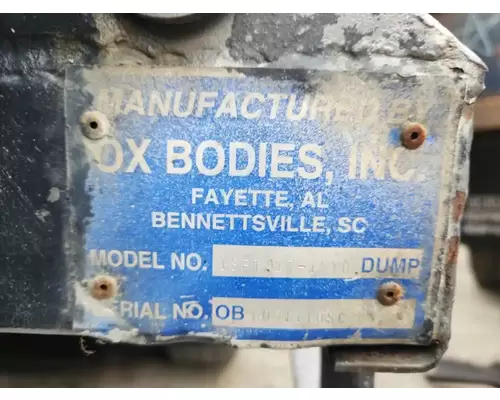 MANUFACTURED BY
OX BODIES, INC.
FAYETTE, AL
BENNETTSVILLE, SC
MODEL NO. DUMP
SERIAL NO. OB